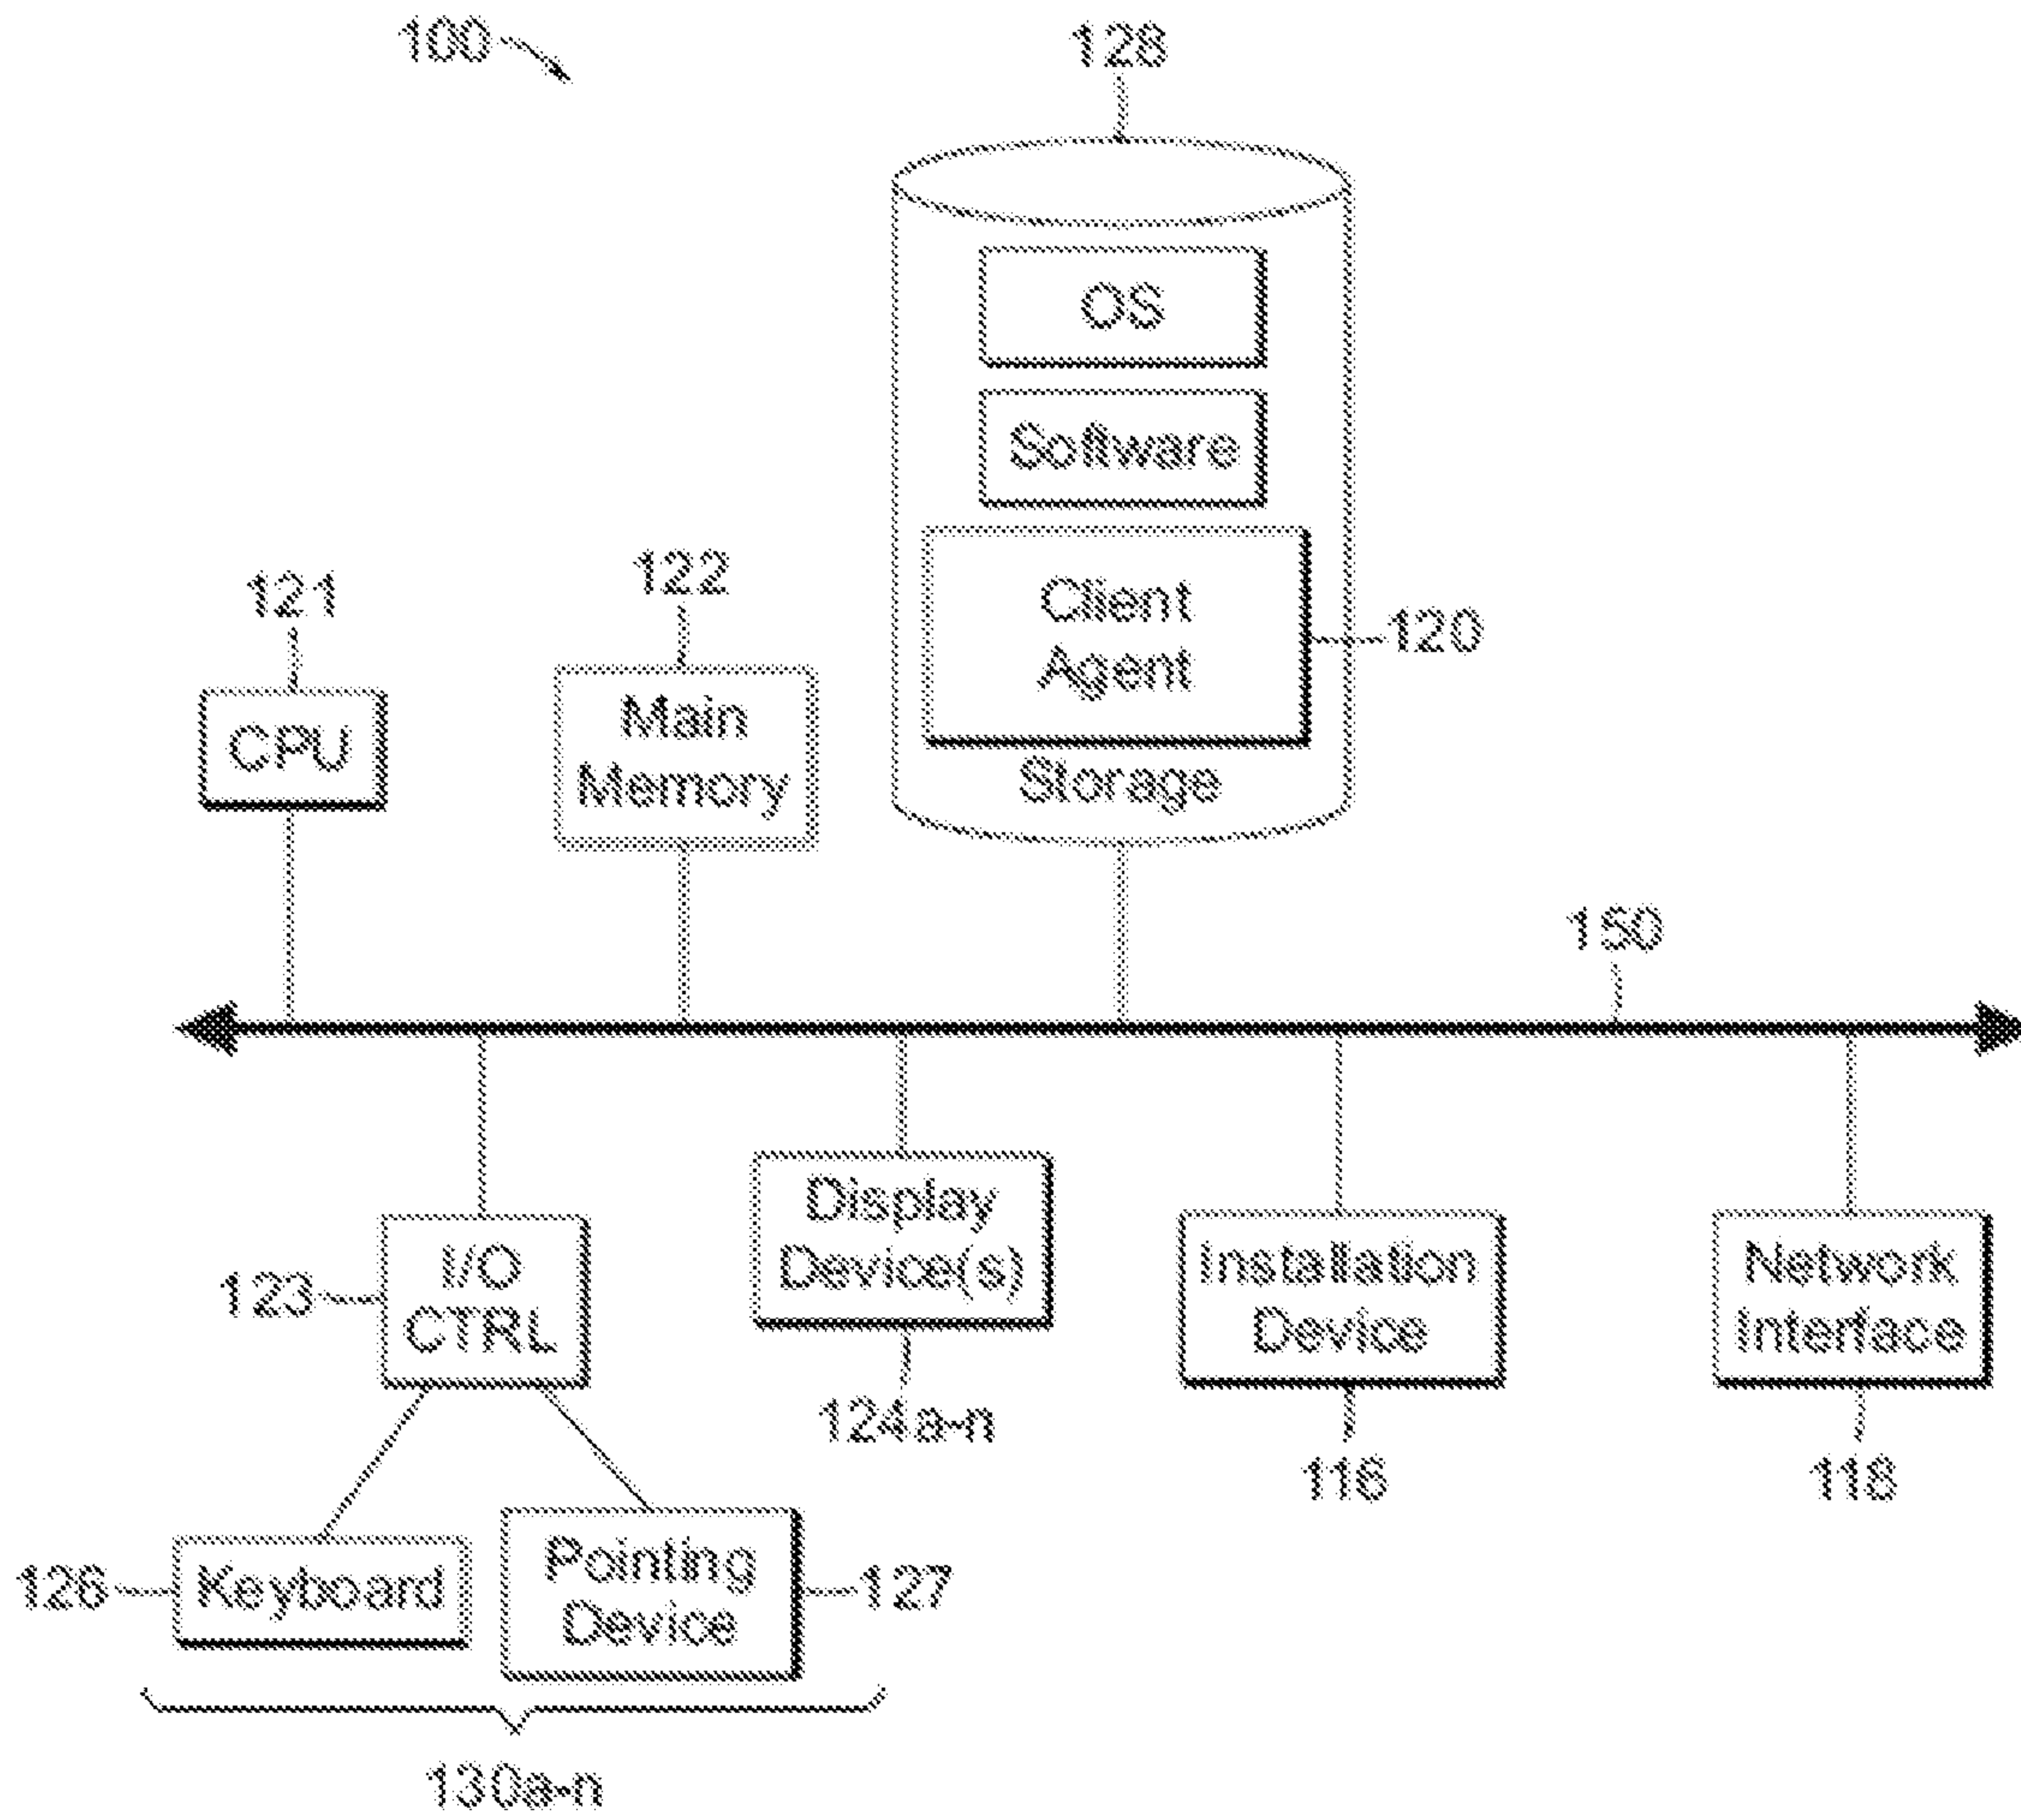 100
128
OS
Software
Client
Agent
120
Storage
121
CPU
122
Main
Memory
150
I/O
CTRL
123
Display
Device(s)
124a-n
Installation
Device
116
Network
Interface
118
126
Keyboard
Pointing
Device
127
130a-n